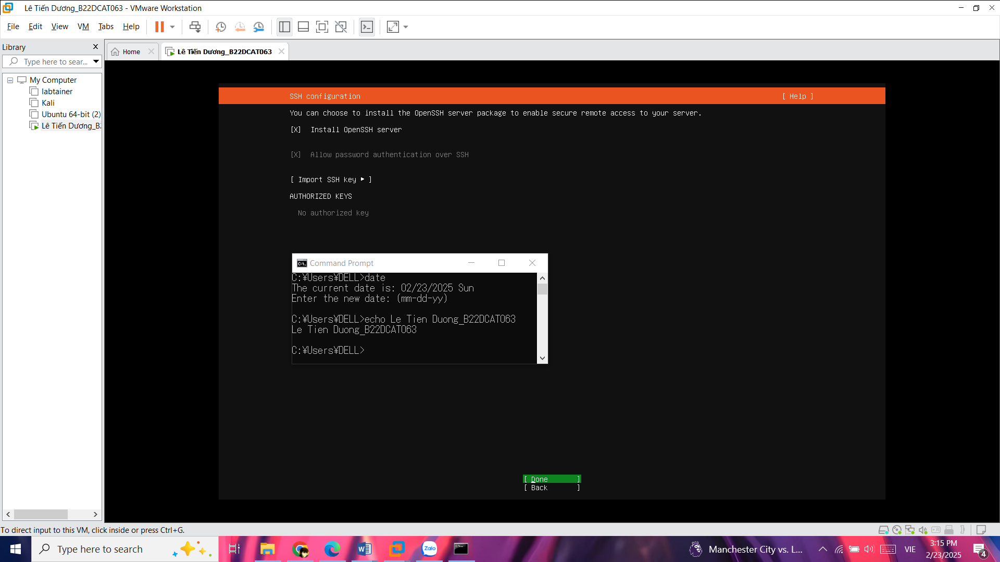 Lê Tiến Dương_B22DCAT063 - VMware Workstation
File Edit View VM Tabs Help
Library
Type here to sear...
My Computer
labtainer
Kali
Ubuntu 64-bit (2)
Lê Tiến Dương_B2
Home
Lê Tiến Dương_B22DCAT063
SSH configuration [ Help ]
You can choose to install the OpenSSH server package to enable secure remote access to your server.
[X] Install OpenSSH server
[X] Allow password authentication over SSH
[ Import SSH key ▸ ]
AUTHORIZED KEYS
No authorized key
Command Prompt
C:¥Users¥DELL>date
The current date is: 02/23/2025 Sun
Enter the new date: (mm-dd-yy)
C:¥Users¥DELL>echo Le Tien Duong_B22DCAT063
Le Tien Duong_B22DCAT063
C:¥Users¥DELL>
[ Done ]
[ Back ]
To direct input to this VM, click inside or press Ctrl+G.
Type here to search
Zalo
Manchester City vs. L...
VIE
3:15 PM
2/23/2025
4